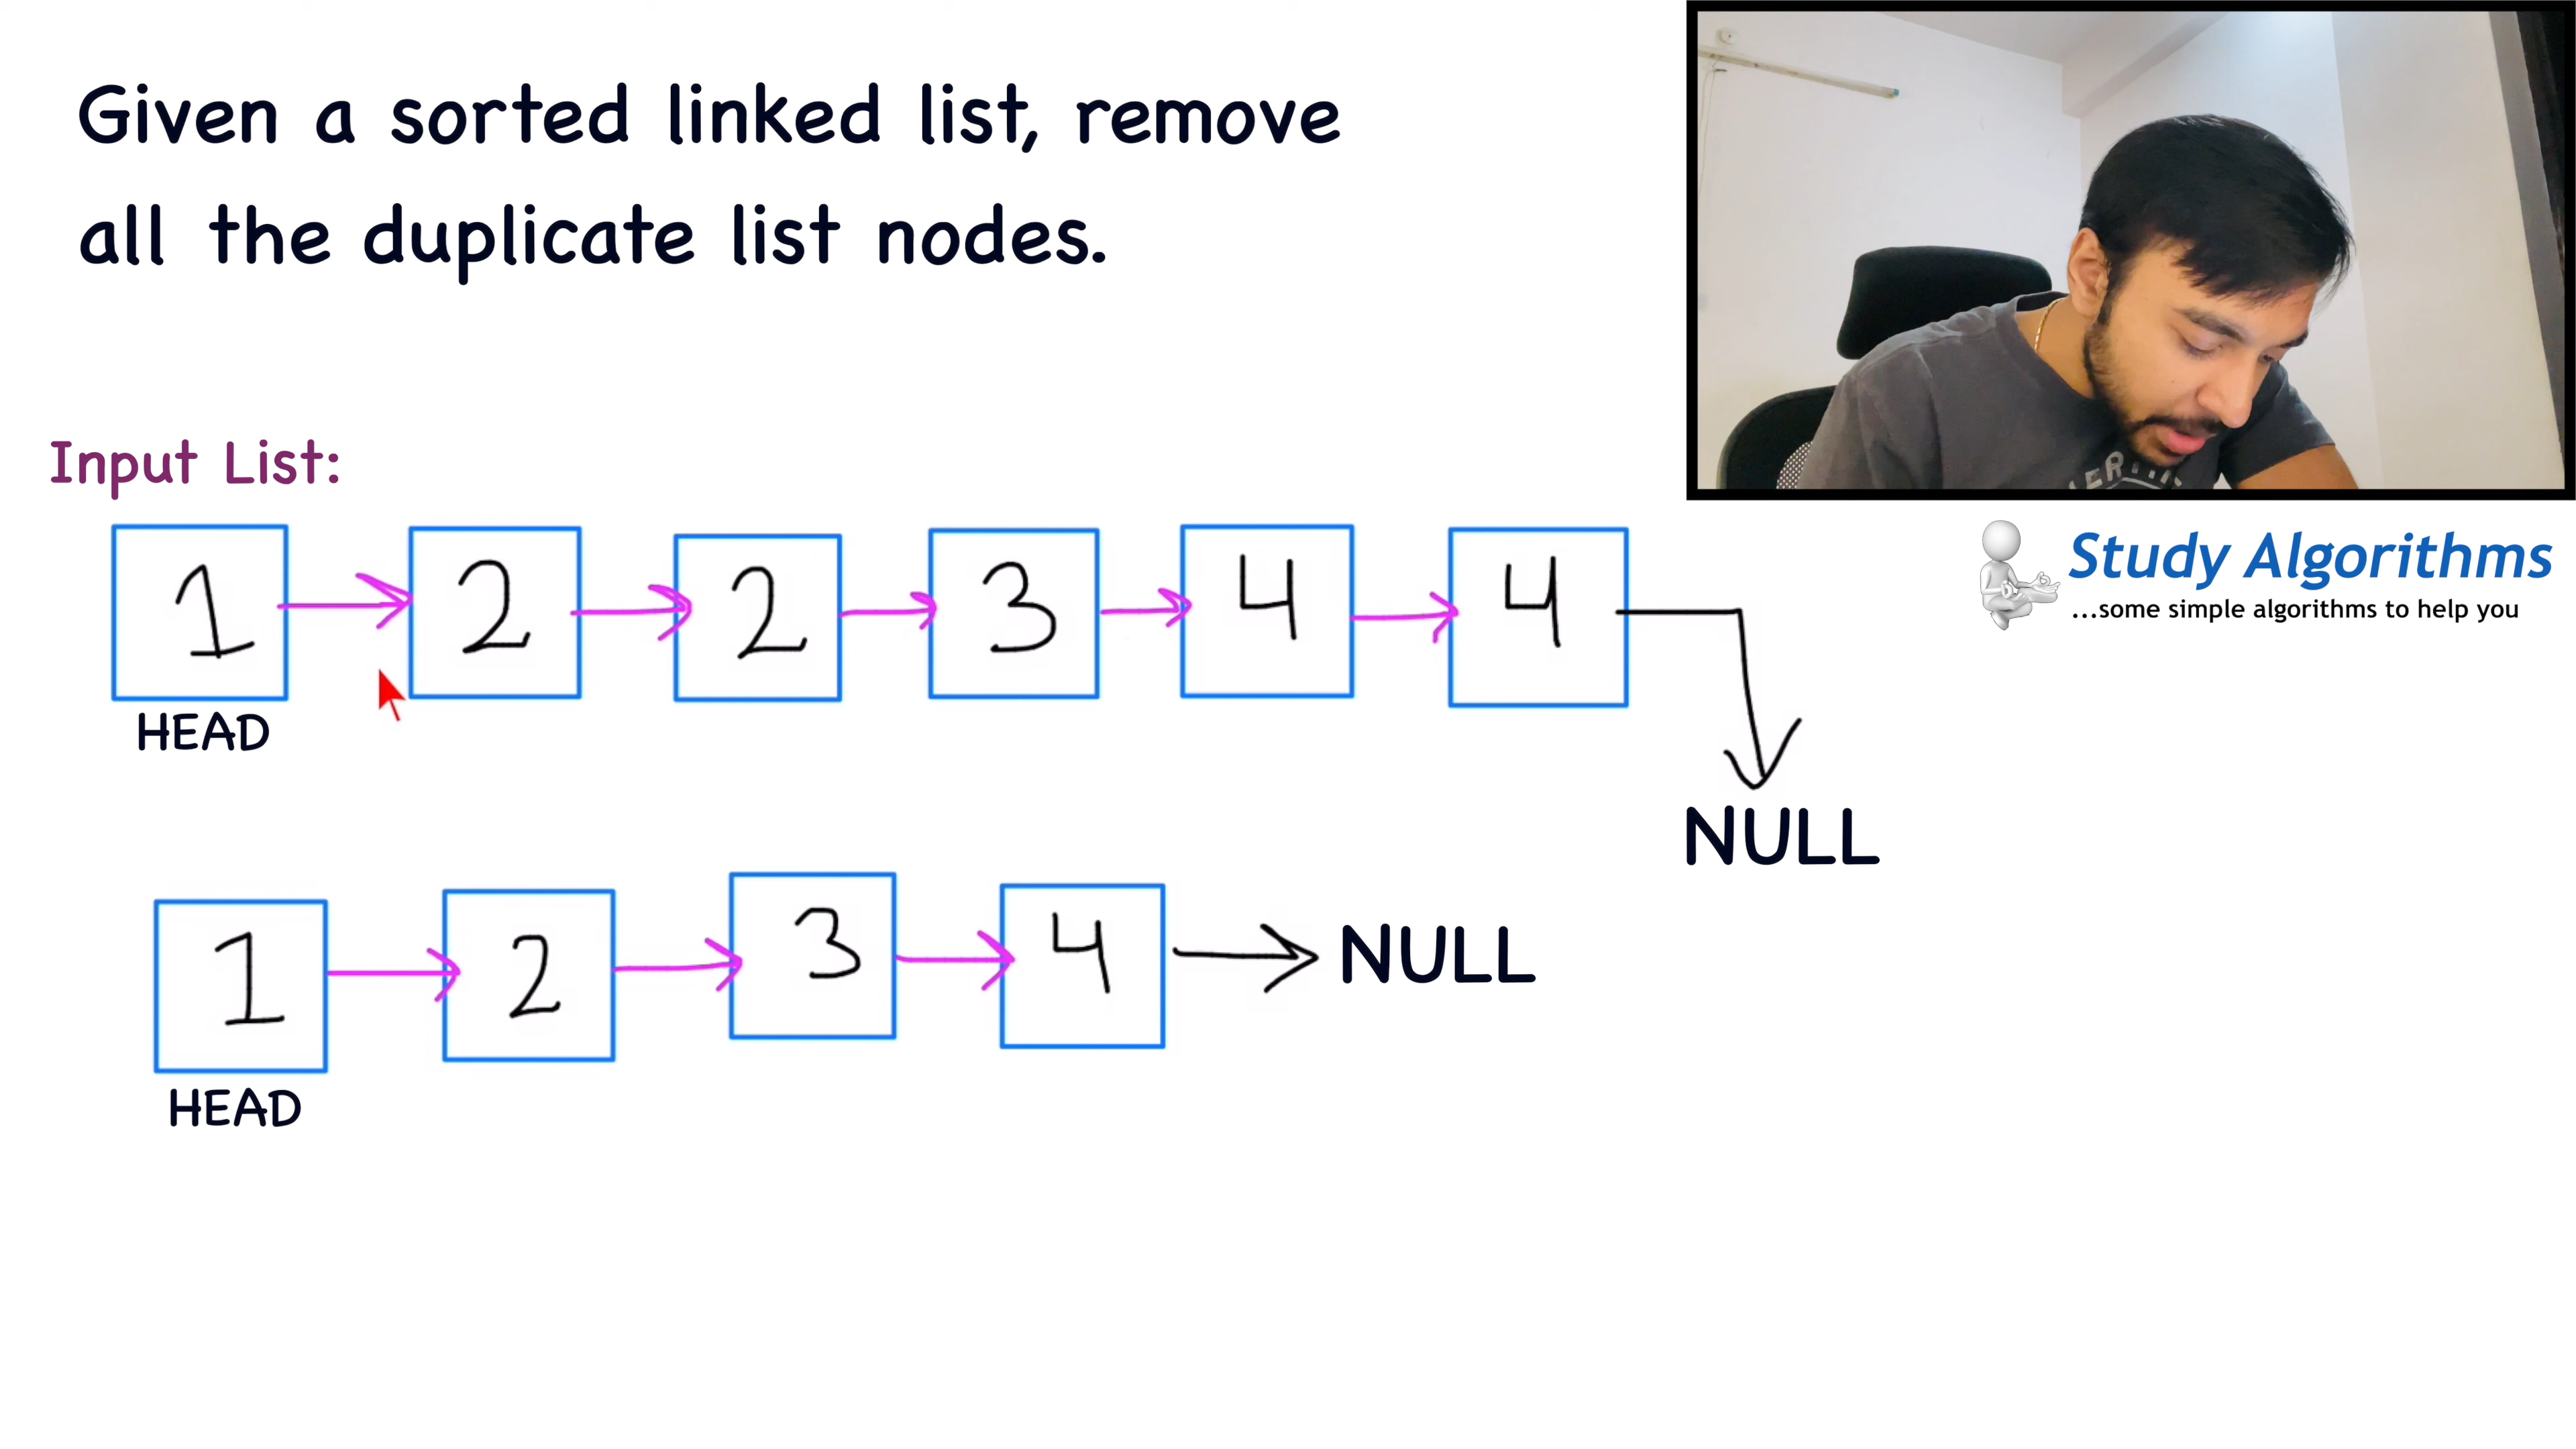 Given a sorted linked list, remove
all the duplicate list nodes.
Input List:
1 2 2 3 4 4
HEAD
NULL
1 2 3 4 NULL
HEAD
Study Algorithms
...some simple algorithms to help you